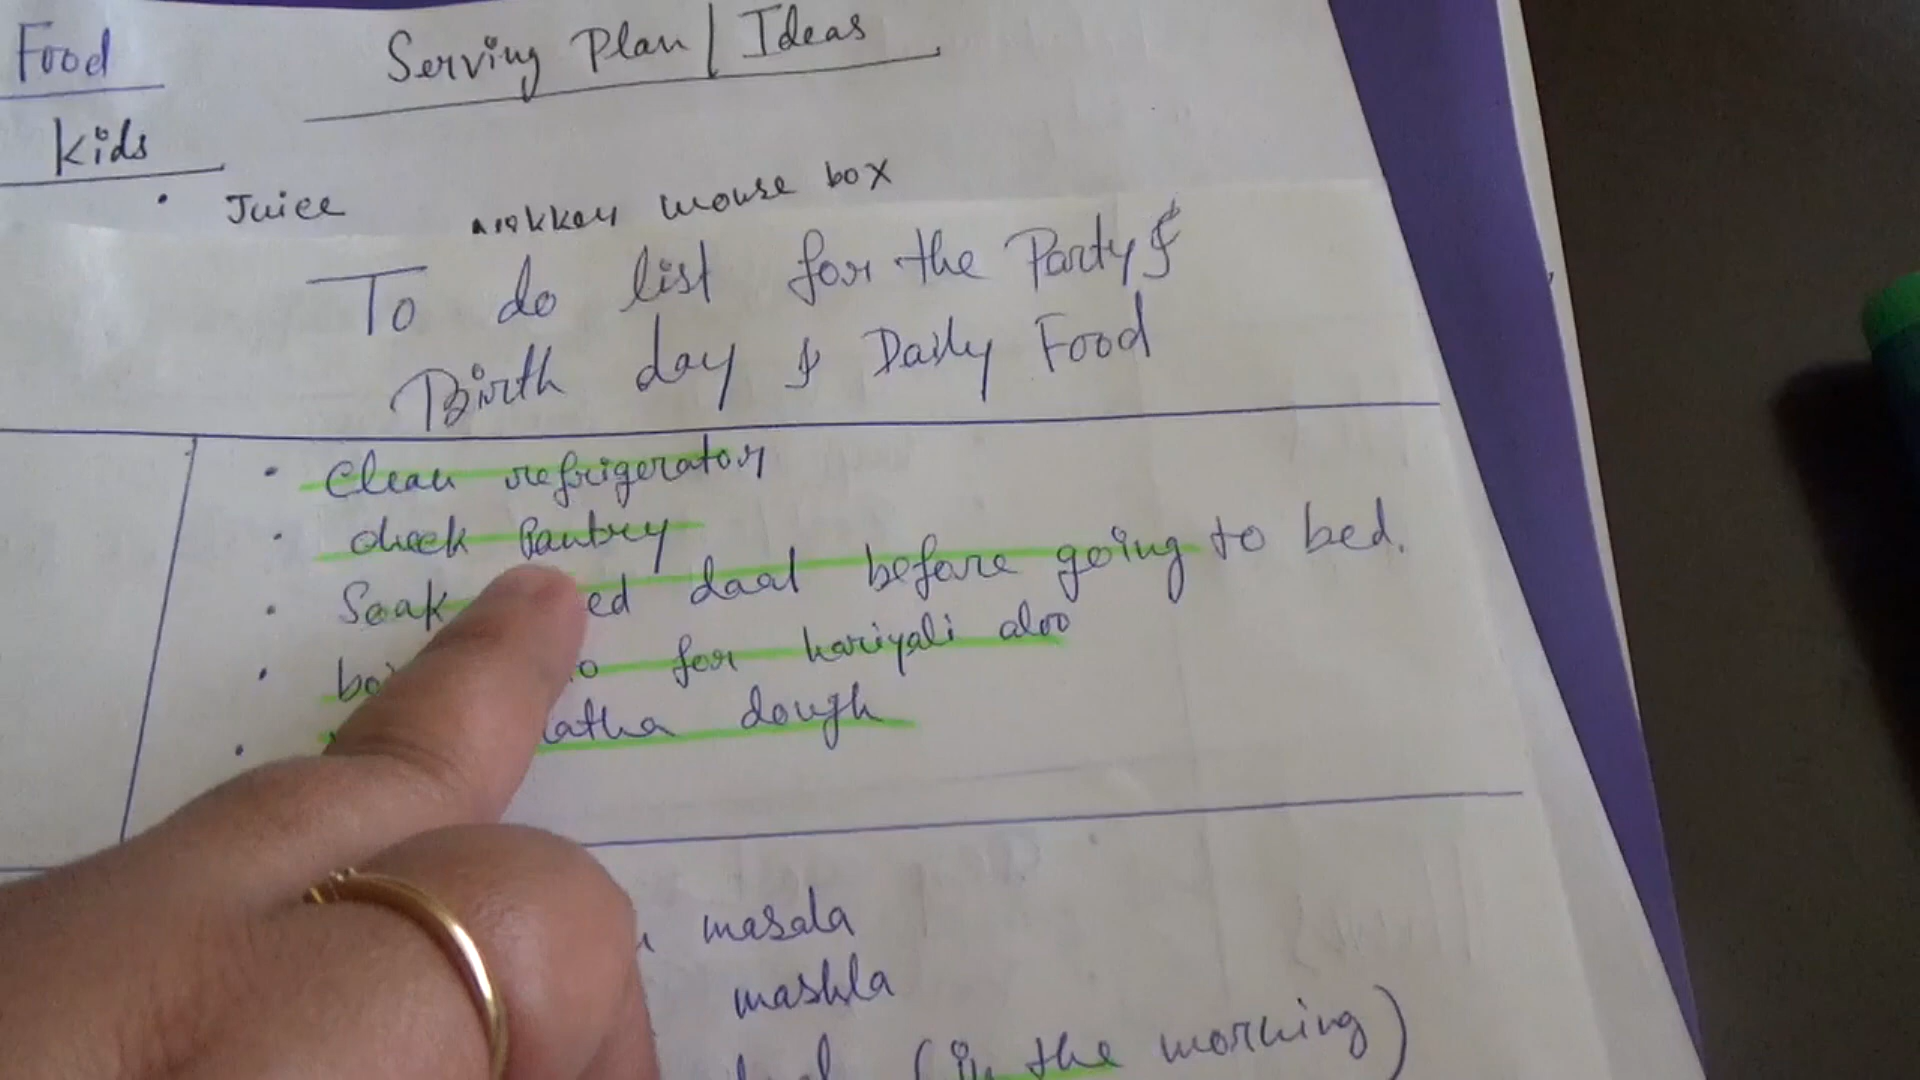 Food
Serving Plan / Ideas
Kids
• Juice mickey mouse box
To do list for the Party &
Birth day & Daily Food
• Clean refrigerator
• check Pantry
• Soak ed daal before going to bed.
• bo o for hariyali aloo
• atha dough
masala
mashla
(in the morning)